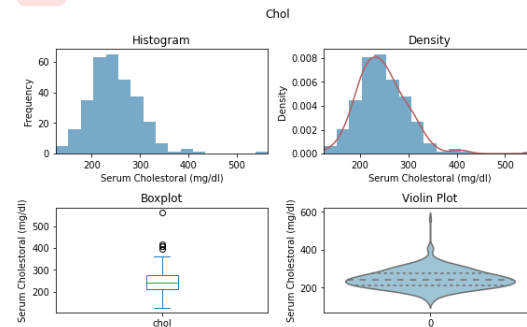 Chol
Histogram
Frequency
60
40
20
0
200
300
400
500
Serum Cholestoral (mg/dl)
Density
Density
0.008
0.006
0.004
0.002
0.000
200
300
400
500
Serum Cholestoral (mg/dl)
Boxplot
Serum Cholestoral (mg/dl)
500
400
300
200
chol
Violin Plot
Serum Cholestoral (mg/dl)
600
400
200
0